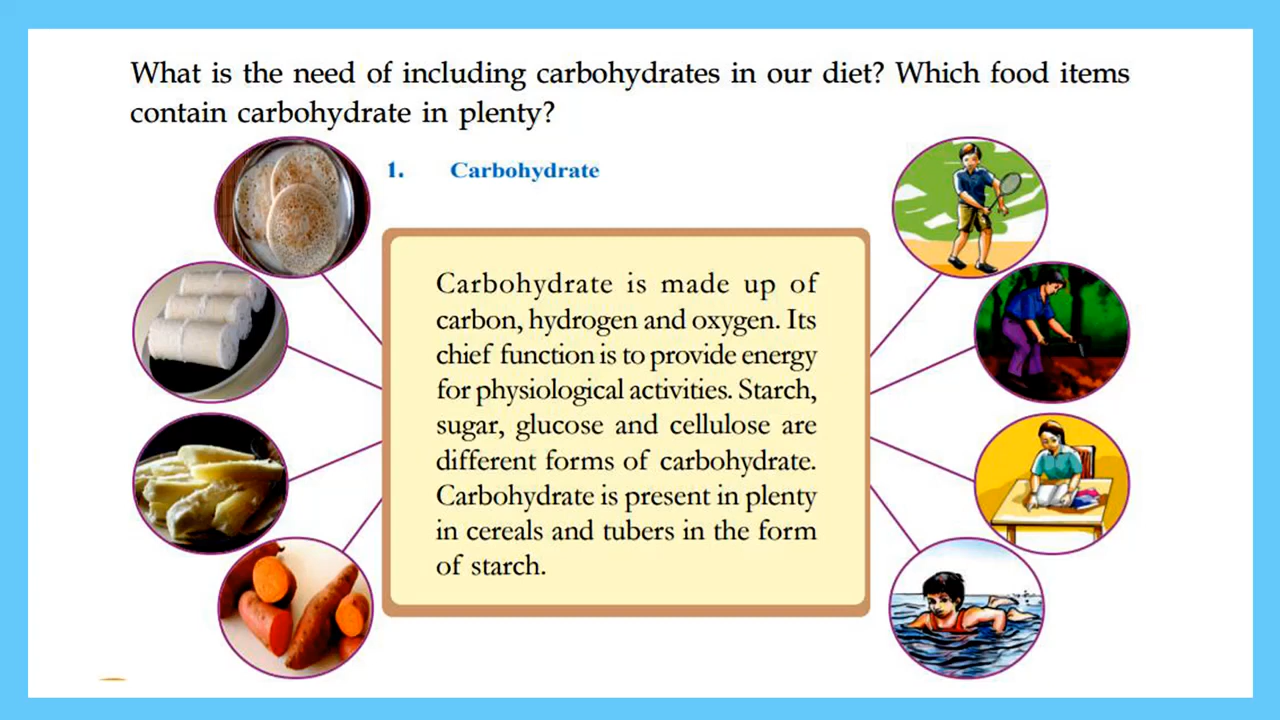 What is the need of including carbohydrates in our diet? Which food items
contain carbohydrate in plenty?
1. Carbohydrate
Carbohydrate is made up of
carbon, hydrogen and oxygen. Its
chief function is to provide energy
for physiological activities. Starch,
sugar, glucose and cellulose are
different forms of carbohydrate.
Carbohydrate is present in plenty
in cereals and tubers in the form
of starch.